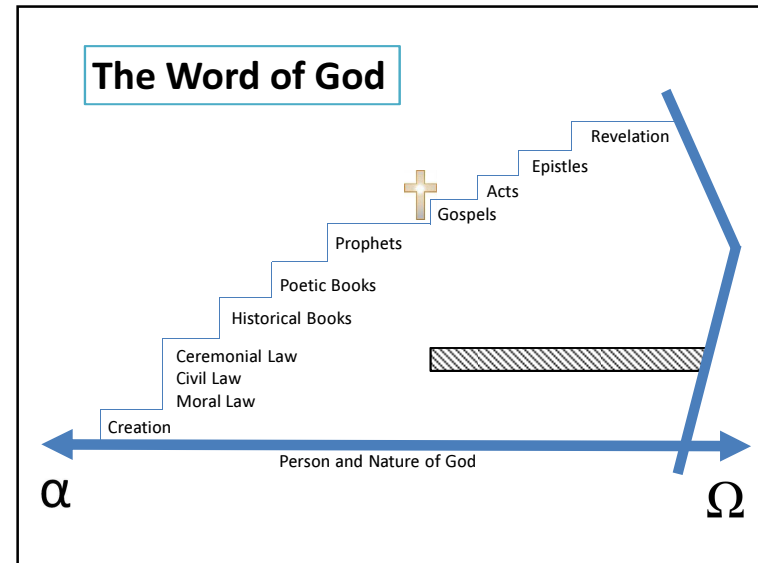 The Word of God
Revelation
Epistles
Acts
Gospels
Prophets
Poetic Books
Historical Books
Ceremonial Law
Civil Law
Moral Law
Creation
Person and Nature of God
α
Ω